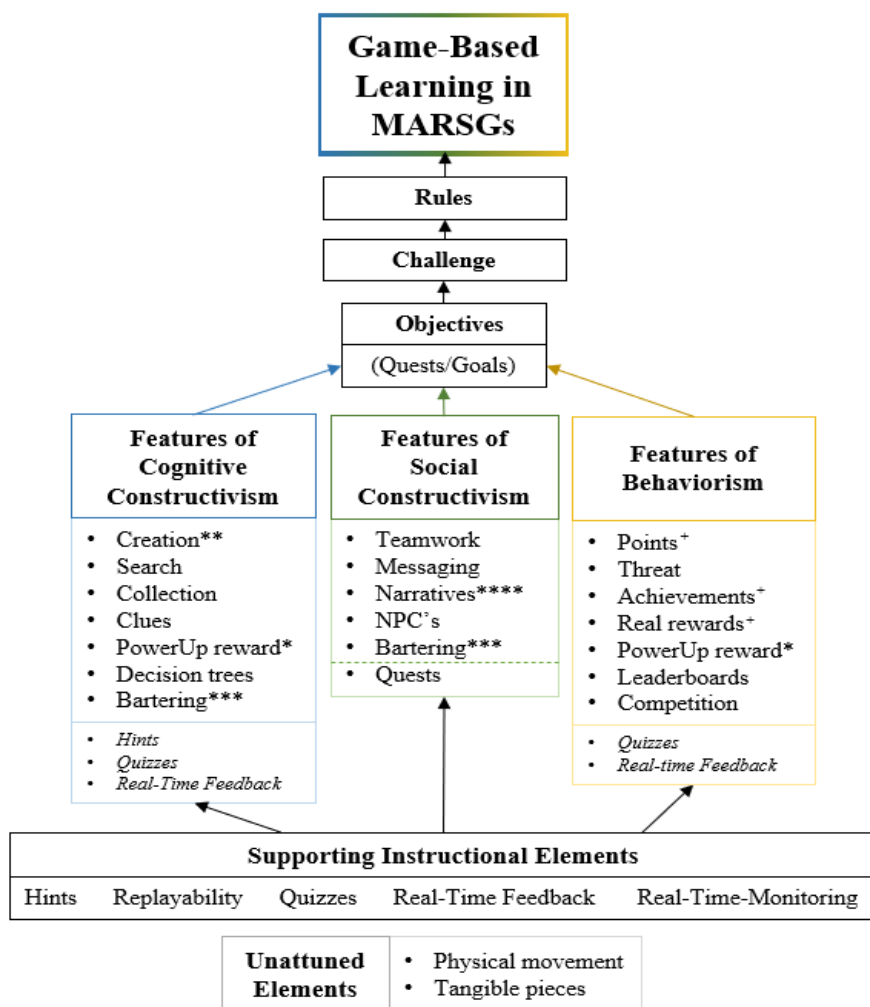 Game-Based
Learning in
MARSGs
Rules
Challenge
Objectives
(Quests/Goals)
Features of
Cognitive
Constructivism
• Creation**
• Search
• Collection
• Clues
• PowerUp reward*
• Decision trees
• Bartering***
• Hints
• Quizzes
• Real-Time Feedback
Features of
Social
Constructivism
• Teamwork
• Messaging
• Narratives****
• NPC’s
• Bartering***
• Quests
Features of
Behaviorism
• Points⁺
• Threat
• Achievements⁺
• Real rewards⁺
• PowerUp reward*
• Leaderboards
• Competition
• Quizzes
• Real-time Feedback
Supporting Instructional Elements
Hints Replayability Quizzes Real-Time Feedback Real-Time-Monitoring
Unattuned
Elements
• Physical movement
• Tangible pieces